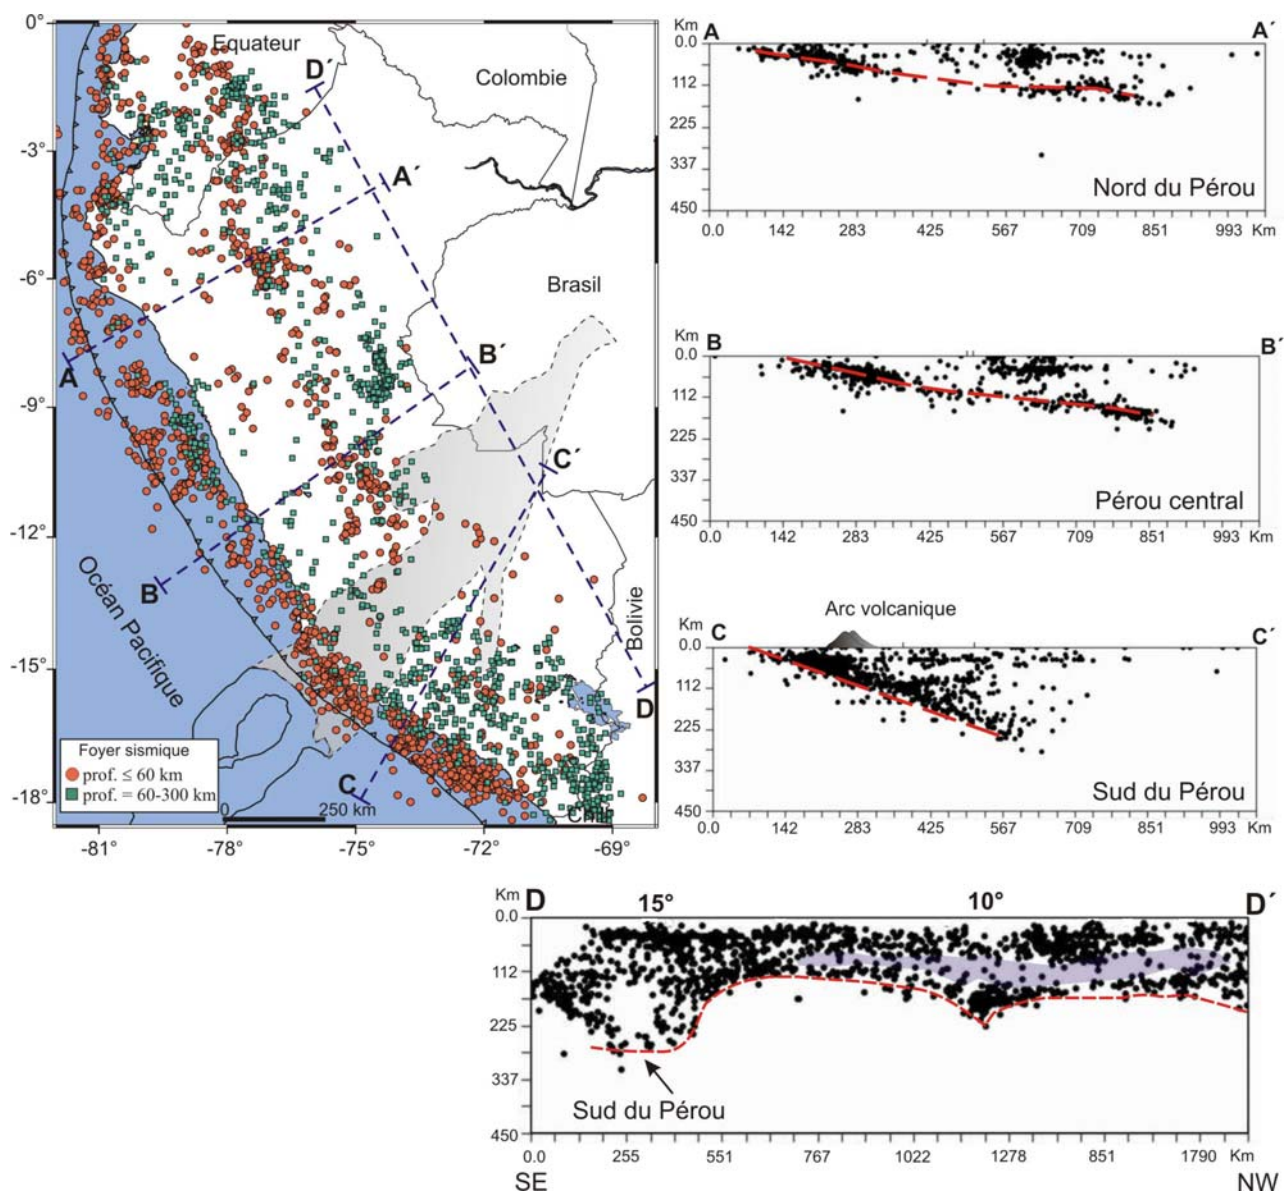 0°
-3°
-6°
-9°
-12°
-15°
-18°
-81°
-78°
-75°
-72°
-69°
Equateur
Colombie
Brasil
Bolivie
Chili
Océan Pacifique
D´
A´
B´
C´
A
B
C
D
Foyer sismique
prof. ≤ 60 km
prof. = 60-300 km
0
250 km
Km
A
A´
0.0
112
225
337
450
Nord du Pérou
0.0 142 283 425 567 709 851 993 Km
Km
B
B´
0.0
112
225
337
450
Pérou central
0.0 142 283 425 567 709 851 993 Km
Arc volcanique
Km
C
C´
0.0
112
225
337
450
Sud du Pérou
0.0 142 283 425 567 709 851 993 Km
Km
D
15°
10°
D´
0.0
112
225
337
450
Sud du Pérou
0.0 255 551 767 1022 1278 851 1790 Km
SE
NW